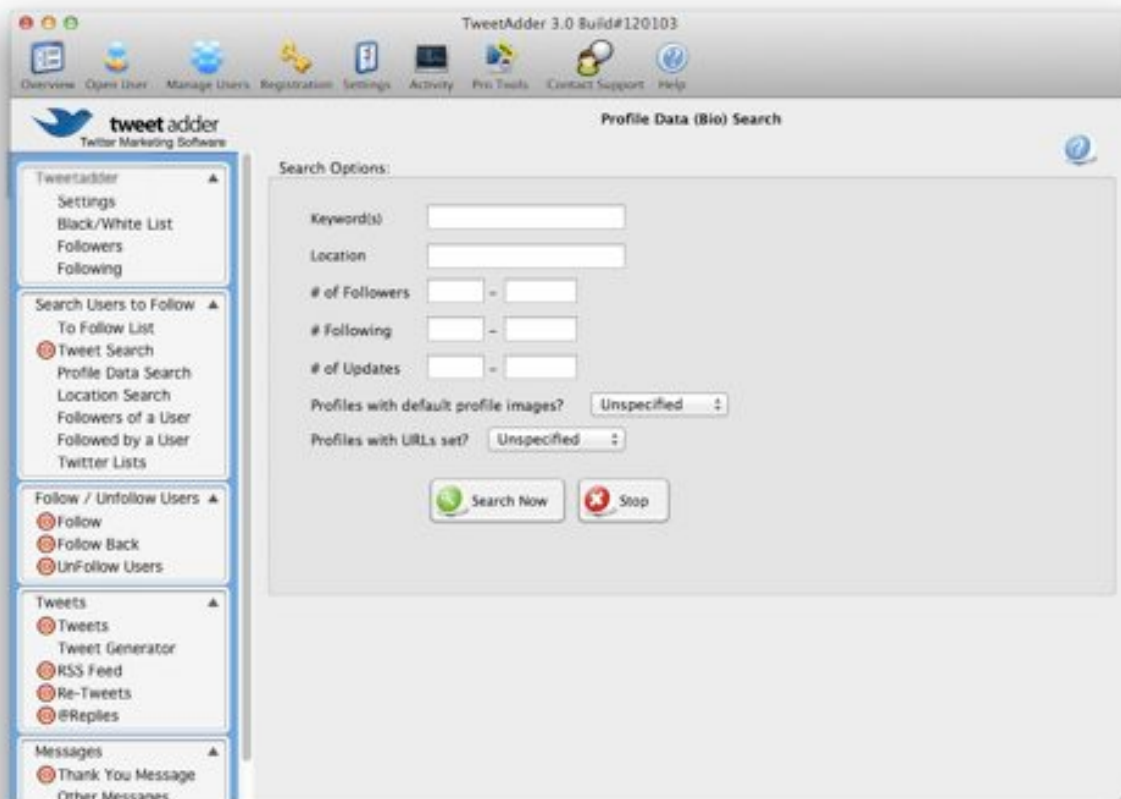 TweetAdder 3.0 Build#120103
Overview Open User Manage Users Registration Settings Activity Pro Tools Contact Support Help
tweet adder
Twitter Marketing Software
Profile Data (Bio) Search
Tweetadder
Settings
Black/White List
Followers
Following
Search Users to Follow
To Follow List
Tweet Search
Profile Data Search
Location Search
Followers of a User
Followed by a User
Twitter Lists
Follow / Unfollow Users
Follow
Follow Back
UnFollow Users
Tweets
Tweets
Tweet Generator
RSS Feed
Re-Tweets
@Replies
Messages
Thank You Message
Other Messages
Search Options:
Keyword(s)
Location
# of Followers -
# Following -
# of Updates -
Profiles with default profile images? Unspecified
Profiles with URLs set? Unspecified
Search Now Stop